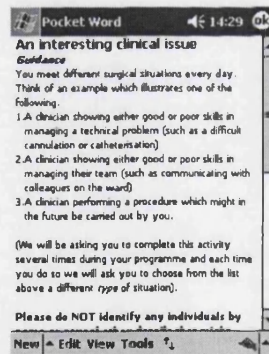 Pocket Word 14:29 ok
An interesting clinical issue
Guidance
You meet different surgical situations every day.
Think of an example which illustrates one of the
following.
1.A clinician showing either good or poor skills in
managing a technical problem (such as a difficult
cannulation or catheterisation)
2.A clinician showing either good or poor skills in
managing their team (such as communicating with
colleagues on the ward)
3.A clinician performing a procedure which might in
the future be carried out by you.
(We will be asking you to complete this activity
several times during your programme and each time
you do so we will ask you to choose from the list
above a different type of situation).
Please do NOT identify any individuals by
New Edit View Tools